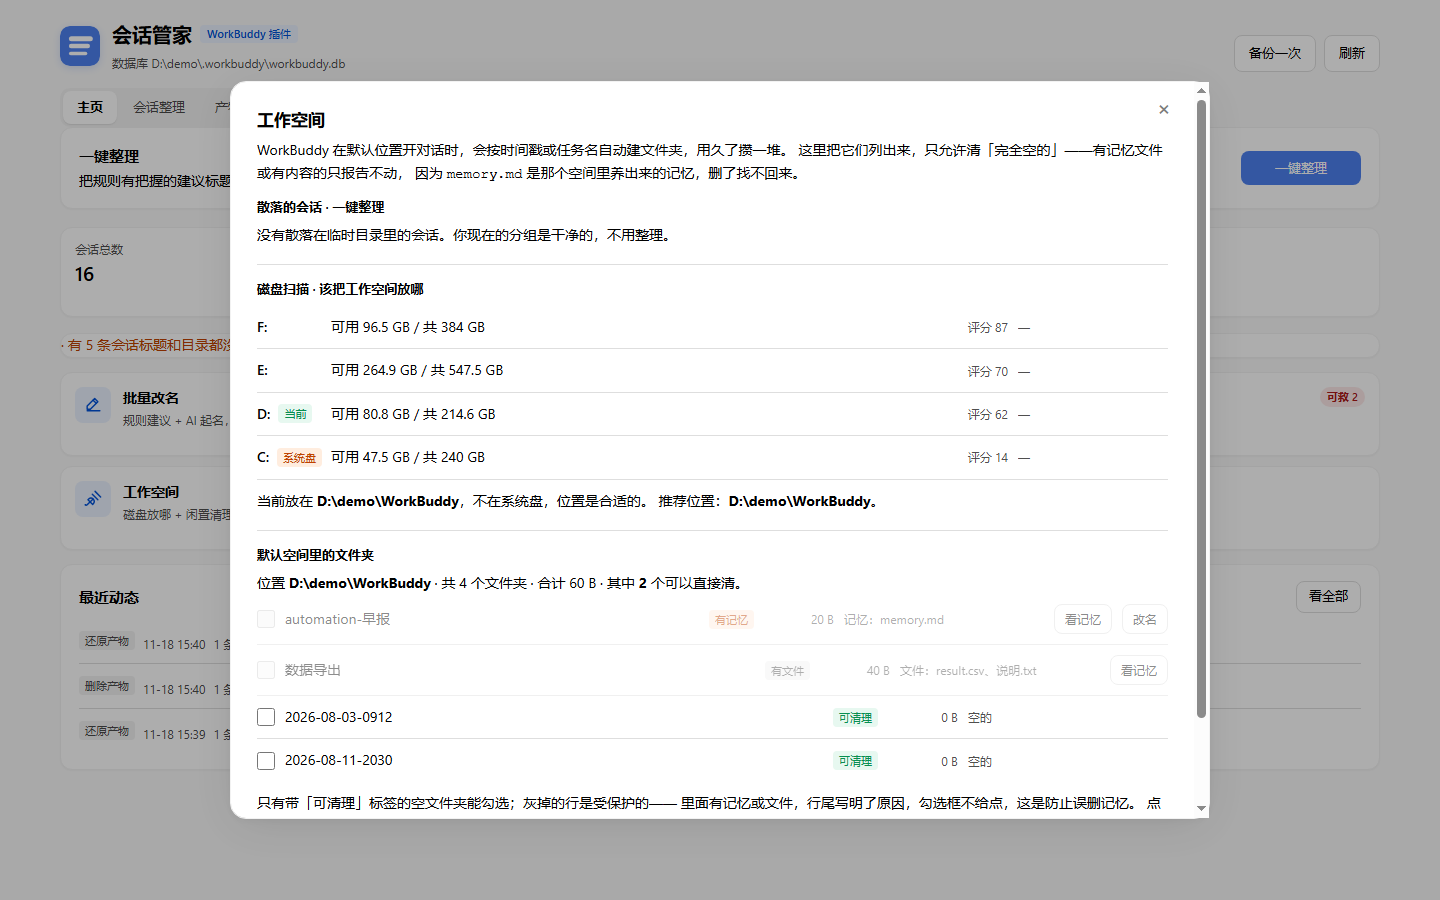 会话管家 WorkBuddy 插件
数据库 D:\demo\.workbuddy\workbuddy.db
备份一次 刷新
主页 会话整理
一键整理
把规则有把握的建议标题
一键整理
会话总数
16
· 有 5 条会话标题和目录都没
批量改名
规则建议 + AI 起名，
可救 2
工作空间
磁盘放哪 + 闲置清理
最近动态
看全部
还原产物 11-18 15:40 1 条
删除产物 11-18 15:40 1 条
还原产物 11-18 15:39 1 条
工作空间
×
WorkBuddy 在默认位置开对话时，会按时间戳或任务名自动建文件夹，用久了攒一堆。 这里把它们列出来，只允许清「完全空的」——有记忆文件
或有内容的只报告不动， 因为 memory.md 是那个空间里养出来的记忆，删了找不回来。
散落的会话 · 一键整理
没有散落在临时目录里的会话。你现在的分组是干净的，不用整理。
磁盘扫描 · 该把工作空间放哪
F: 可用 96.5 GB / 共 384 GB 评分 87 —
E: 可用 264.9 GB / 共 547.5 GB 评分 70 —
D: 当前 可用 80.8 GB / 共 214.6 GB 评分 62 —
C: 系统盘 可用 47.5 GB / 共 240 GB 评分 14 —
当前放在 D:\demo\WorkBuddy，不在系统盘，位置是合适的。 推荐位置：D:\demo\WorkBuddy。
默认空间里的文件夹
位置 D:\demo\WorkBuddy · 共 4 个文件夹 · 合计 60 B · 其中 2 个可以直接清。
automation-早报 有记忆 20 B 记忆：memory.md 看记忆 改名
数据导出 有文件 40 B 文件：result.csv、说明.txt 看记忆
2026-08-03-0912 可清理 0 B 空的
2026-08-11-2030 可清理 0 B 空的
只有带「可清理」标签的空文件夹能勾选；灰掉的行是受保护的—— 里面有记忆或文件，行尾写明了原因，勾选框不给点，这是防止误删记忆。 点